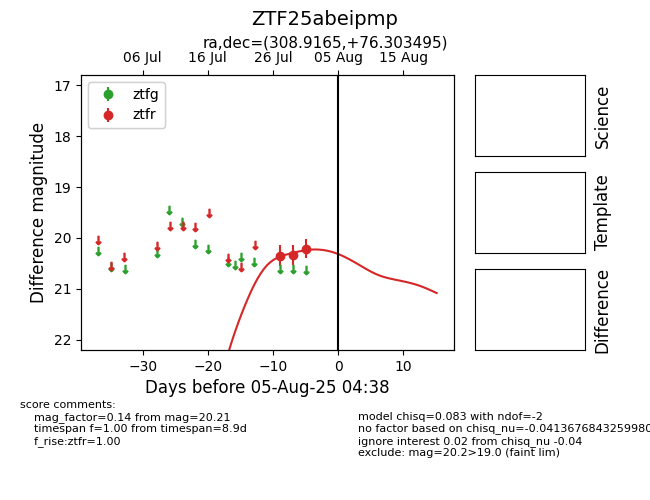 ZTF25abeipmp
ra,dec=(308.9165,+76.303495)
06 Jul
16 Jul
26 Jul
05 Aug
15 Aug
ztfg
ztfr
17
18
19
20
21
22
Difference magnitude
−30
−20
−10
0
10
Days before 05-Aug-25 04:38
Science
Template
Difference
score comments:
mag_factor=0.14 from mag=20.21
timespan f=1.00 from timespan=8.9d
f_rise:ztfr=1.00
model chisq=0.083 with ndof=-2
no factor based on chisq_nu=-0.0413676843259980
ignore interest 0.02 from chisq_nu -0.04
exclude: mag=20.2>19.0 (faint lim)